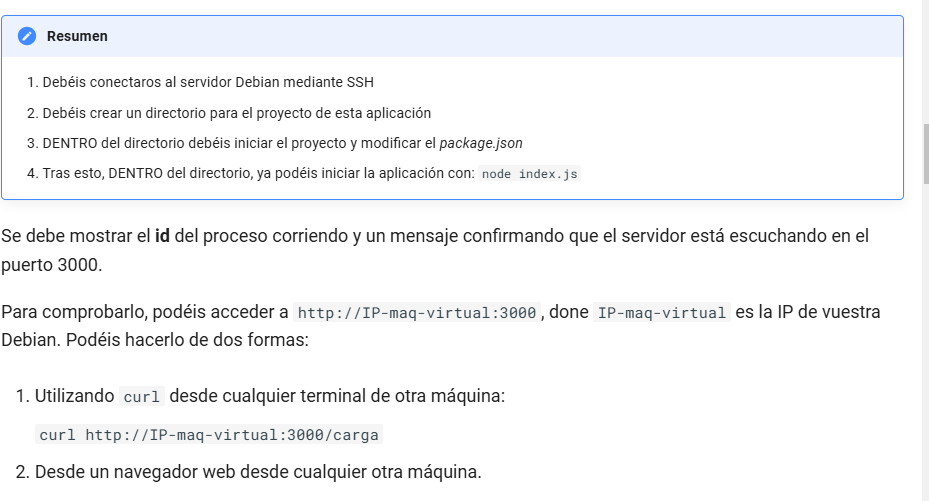 Resumen
1. Debéis conectaros al servidor Debian mediante SSH
2. Debéis crear un directorio para el proyecto de esta aplicación
3. DENTRO del directorio debéis iniciar el proyecto y modificar el package.json
4. Tras esto, DENTRO del directorio, ya podéis iniciar la aplicación con: node index.js
Se debe mostrar el id del proceso corriendo y un mensaje confirmando que el servidor está escuchando en el
puerto 3000.
Para comprobarlo, podéis acceder a http://IP-maq-virtual:3000 , done IP-maq-virtual es la IP de vuestra
Debian. Podéis hacerlo de dos formas:
1. Utilizando curl desde cualquier terminal de otra máquina:
curl http://IP-maq-virtual:3000/carga
2. Desde un navegador web desde cualquier otra máquina.